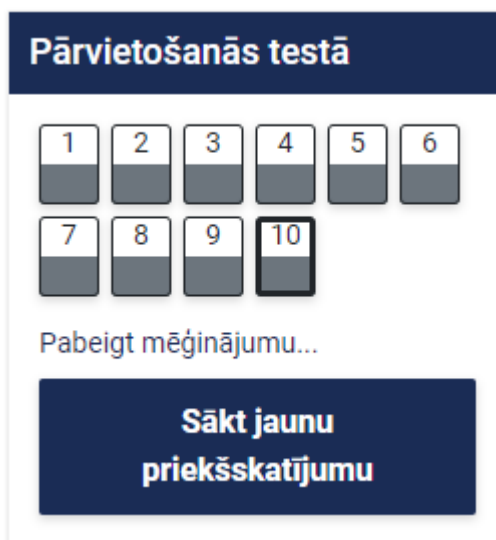 Pārvietošanās testā
1 2 3 4 5 6
7 8 9 10
Pabeigt mēģinājumu...
Sākt jaunu
priekšskatījumu